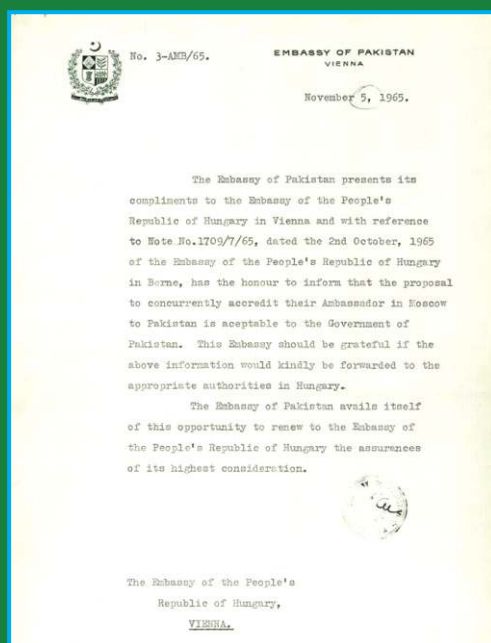 No. 3-AMB/65.
EMBASSY OF PAKISTAN
VIENNA
November 5, 1965.
The Embassy of Pakistan presents its
compliments to the Embassy of the People's
Republic of Hungary in Vienna and with reference
to Note No.1709/7/65, dated the 2nd October, 1965
of the Embassy of the People's Republic of Hungary
in Berne, has the honour to inform that the proposal
to concurrently accredit their Ambassador in Moscow
to Pakistan is aceptable to the Government of
Pakistan. This Embassy should be grateful if the
above information would kindly be forwarded to the
appropriate authorities in Hungary.
The Embassy of Pakistan avails itself
of this opportunity to renew to the Embassy of
the People's Republic of Hungary the assurances
of its highest consideration.
The Embassy of the People's
Republic of Hungary,
VIENNA.